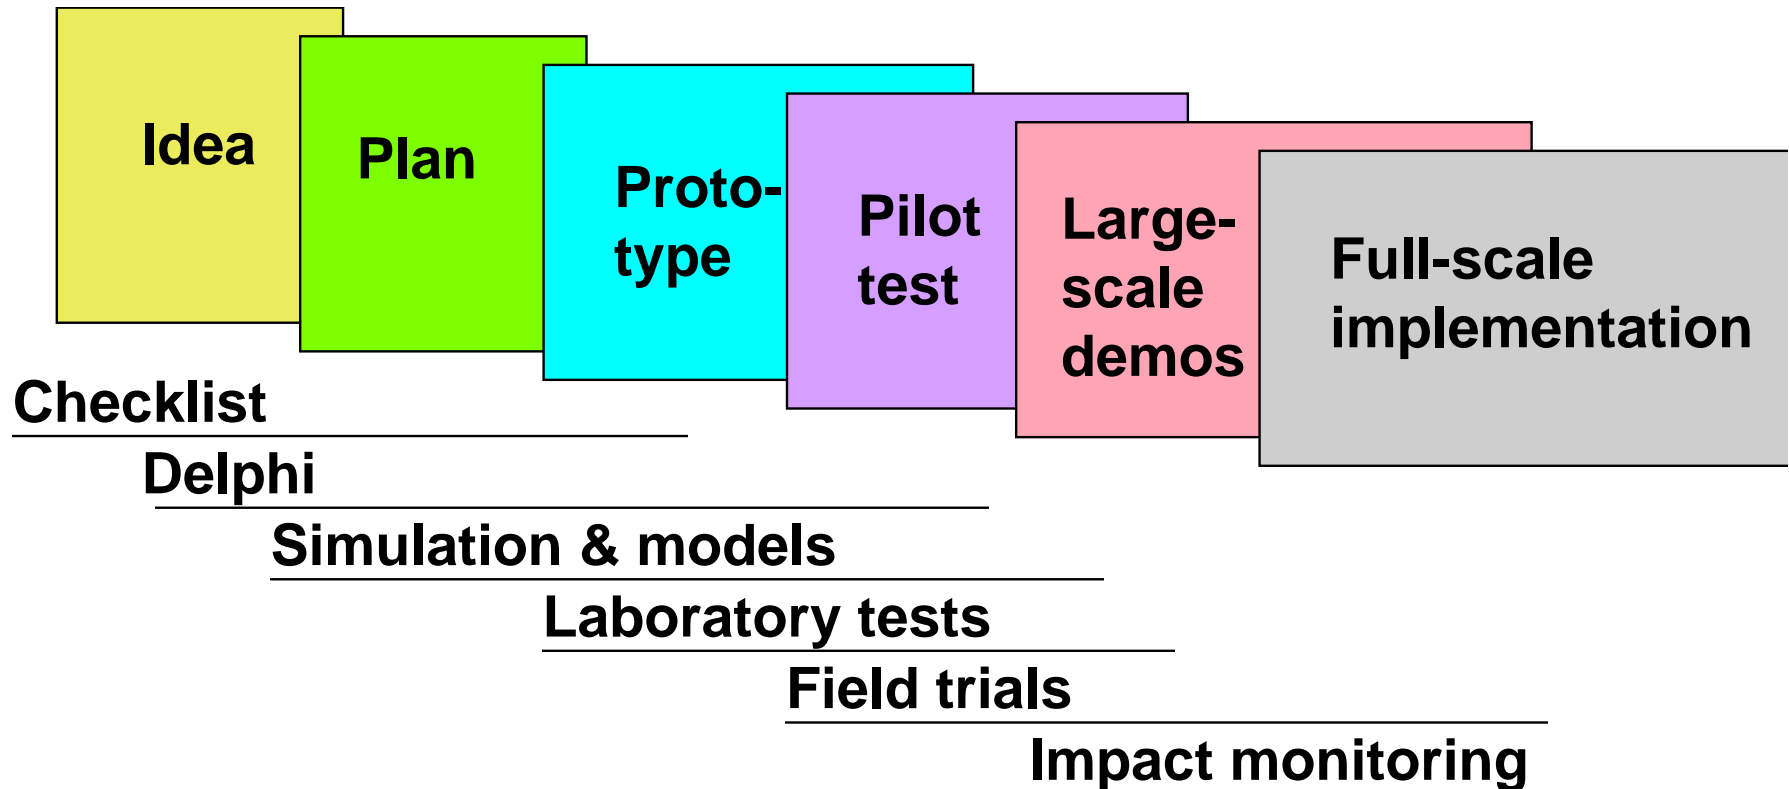 Idea
Plan
Proto-
type
Pilot
test
Large-
scale
demos
Full-scale
implementation
Checklist
Delphi
Simulation & models
Laboratory tests
Field trials
Impact monitoring